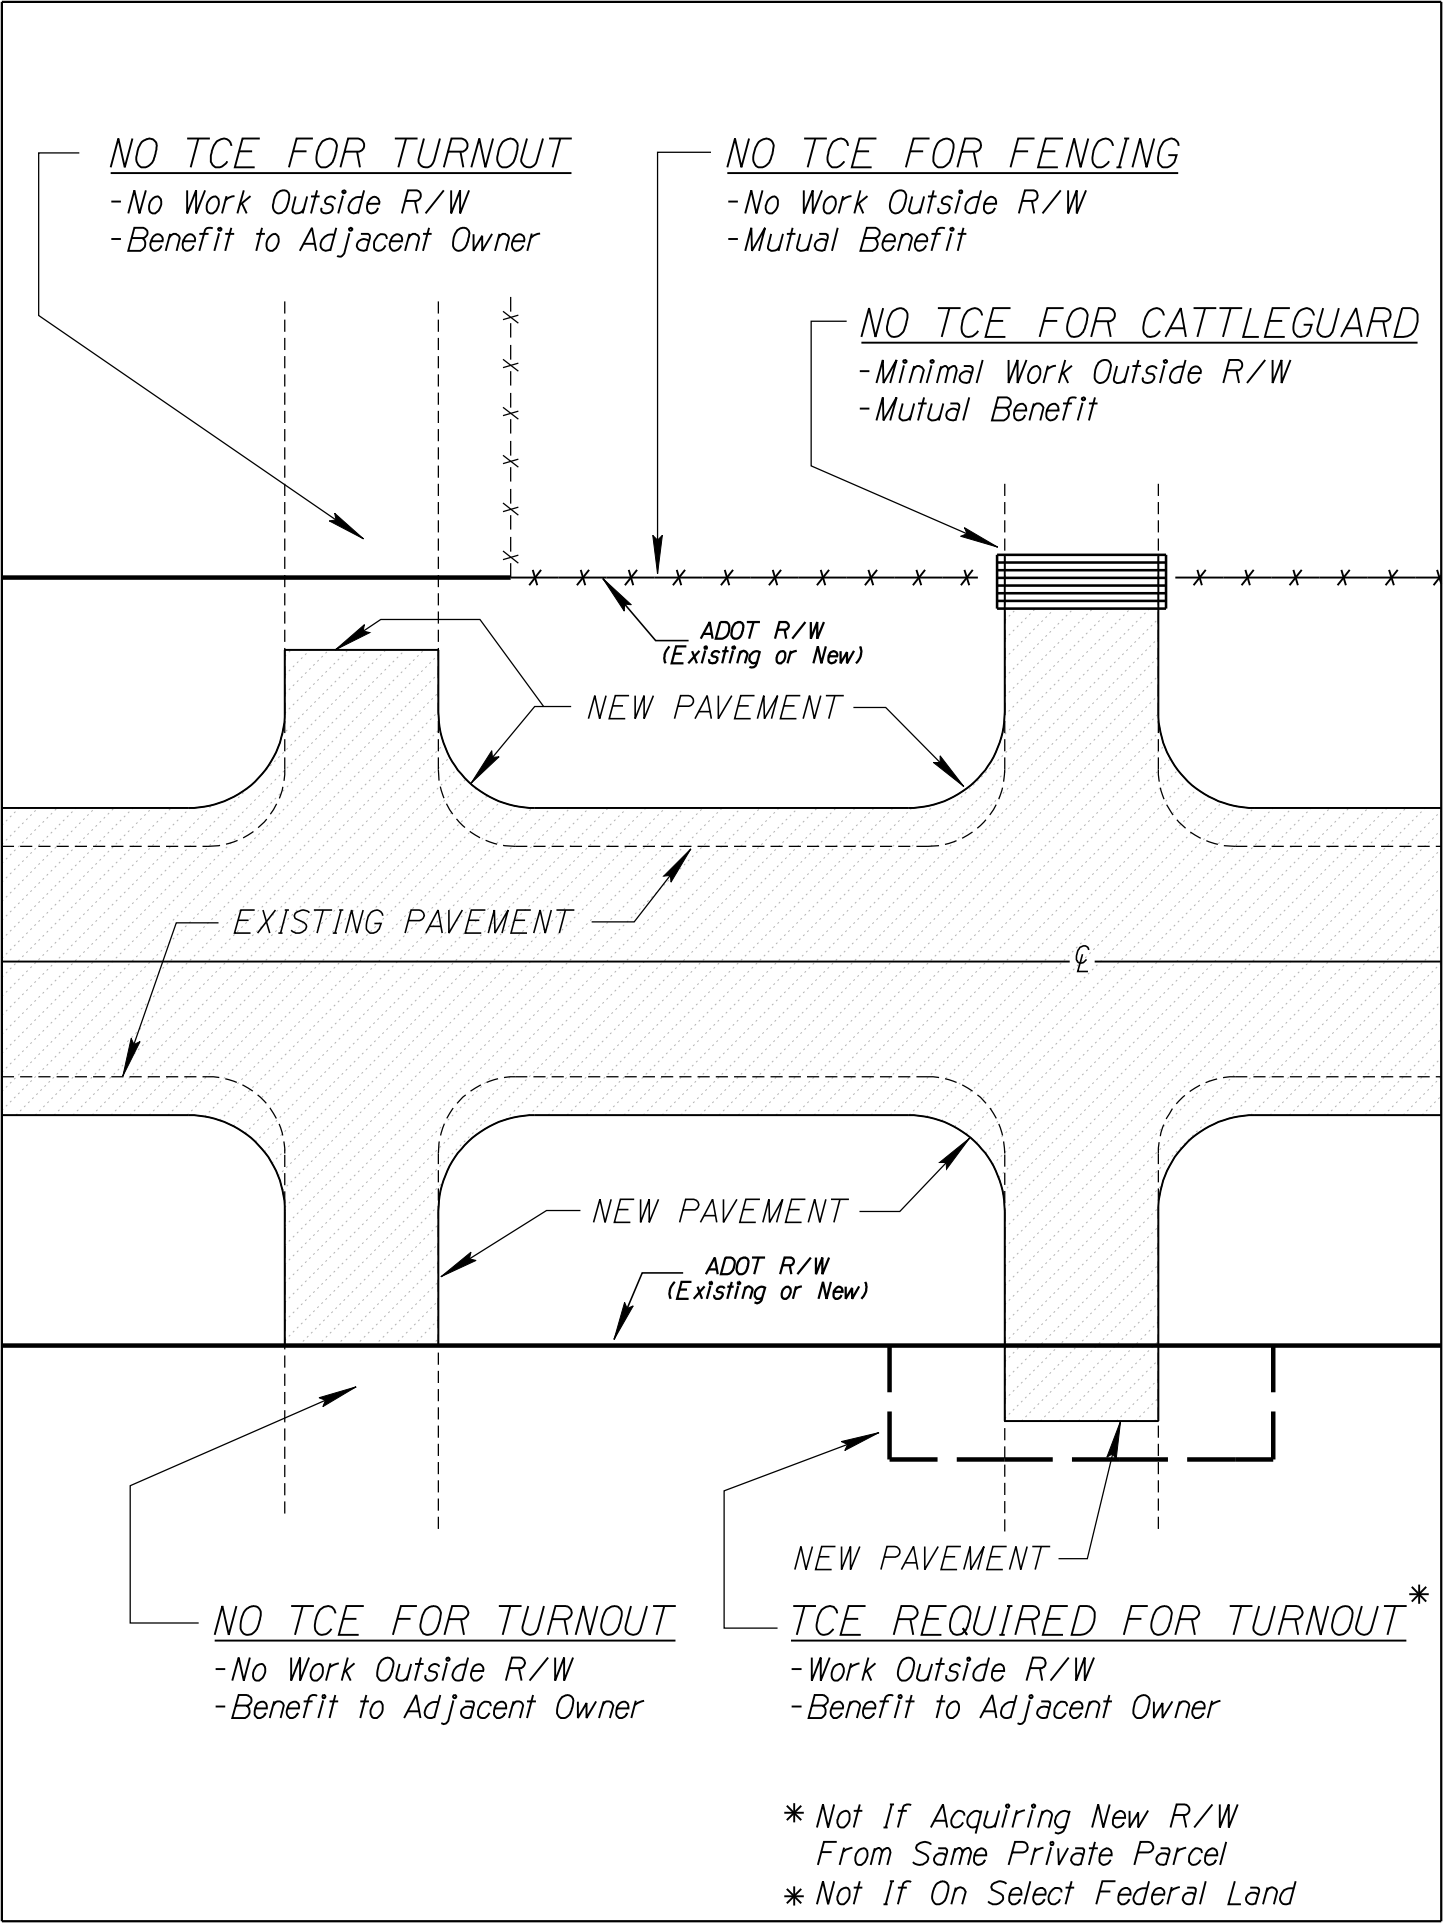 NO TCE FOR TURNOUT
-No Work Outside R/W
-Benefit to Adjacent Owner
NO TCE FOR FENCING
-No Work Outside R/W
-Mutual Benefit
NO TCE FOR CATTLEGUARD
-Minimal Work Outside R/W
-Mutual Benefit
ADOT R/W
(Existing or New)
NEW PAVEMENT
EXISTING PAVEMENT
℄
NEW PAVEMENT
ADOT R/W
(Existing or New)
NEW PAVEMENT
NO TCE FOR TURNOUT
-No Work Outside R/W
-Benefit to Adjacent Owner
TCE REQUIRED FOR TURNOUT*
-Work Outside R/W
-Benefit to Adjacent Owner
* Not If Acquiring New R/W
From Same Private Parcel
* Not If On Select Federal Land